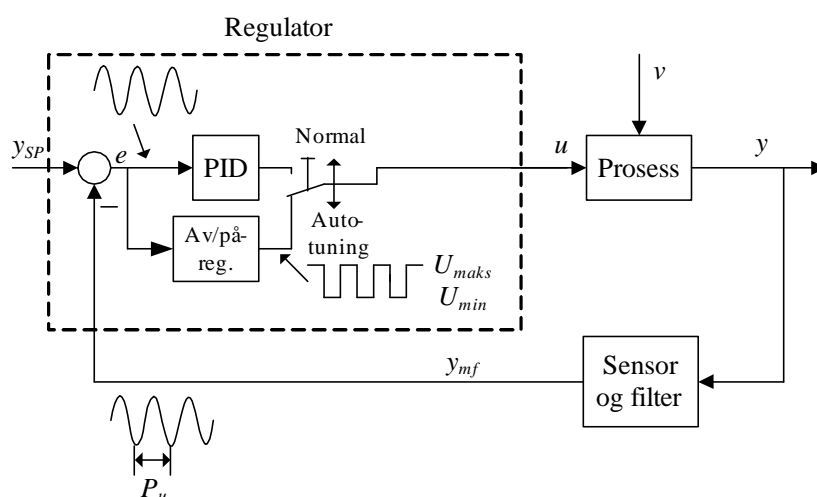 Regulator
v
y_SP
e
PID
Normal
u
Prosess
y
Av/på-
reg.
Auto-
tuning
U_maks
U_min
y_mf
Sensor
og filter
P_u